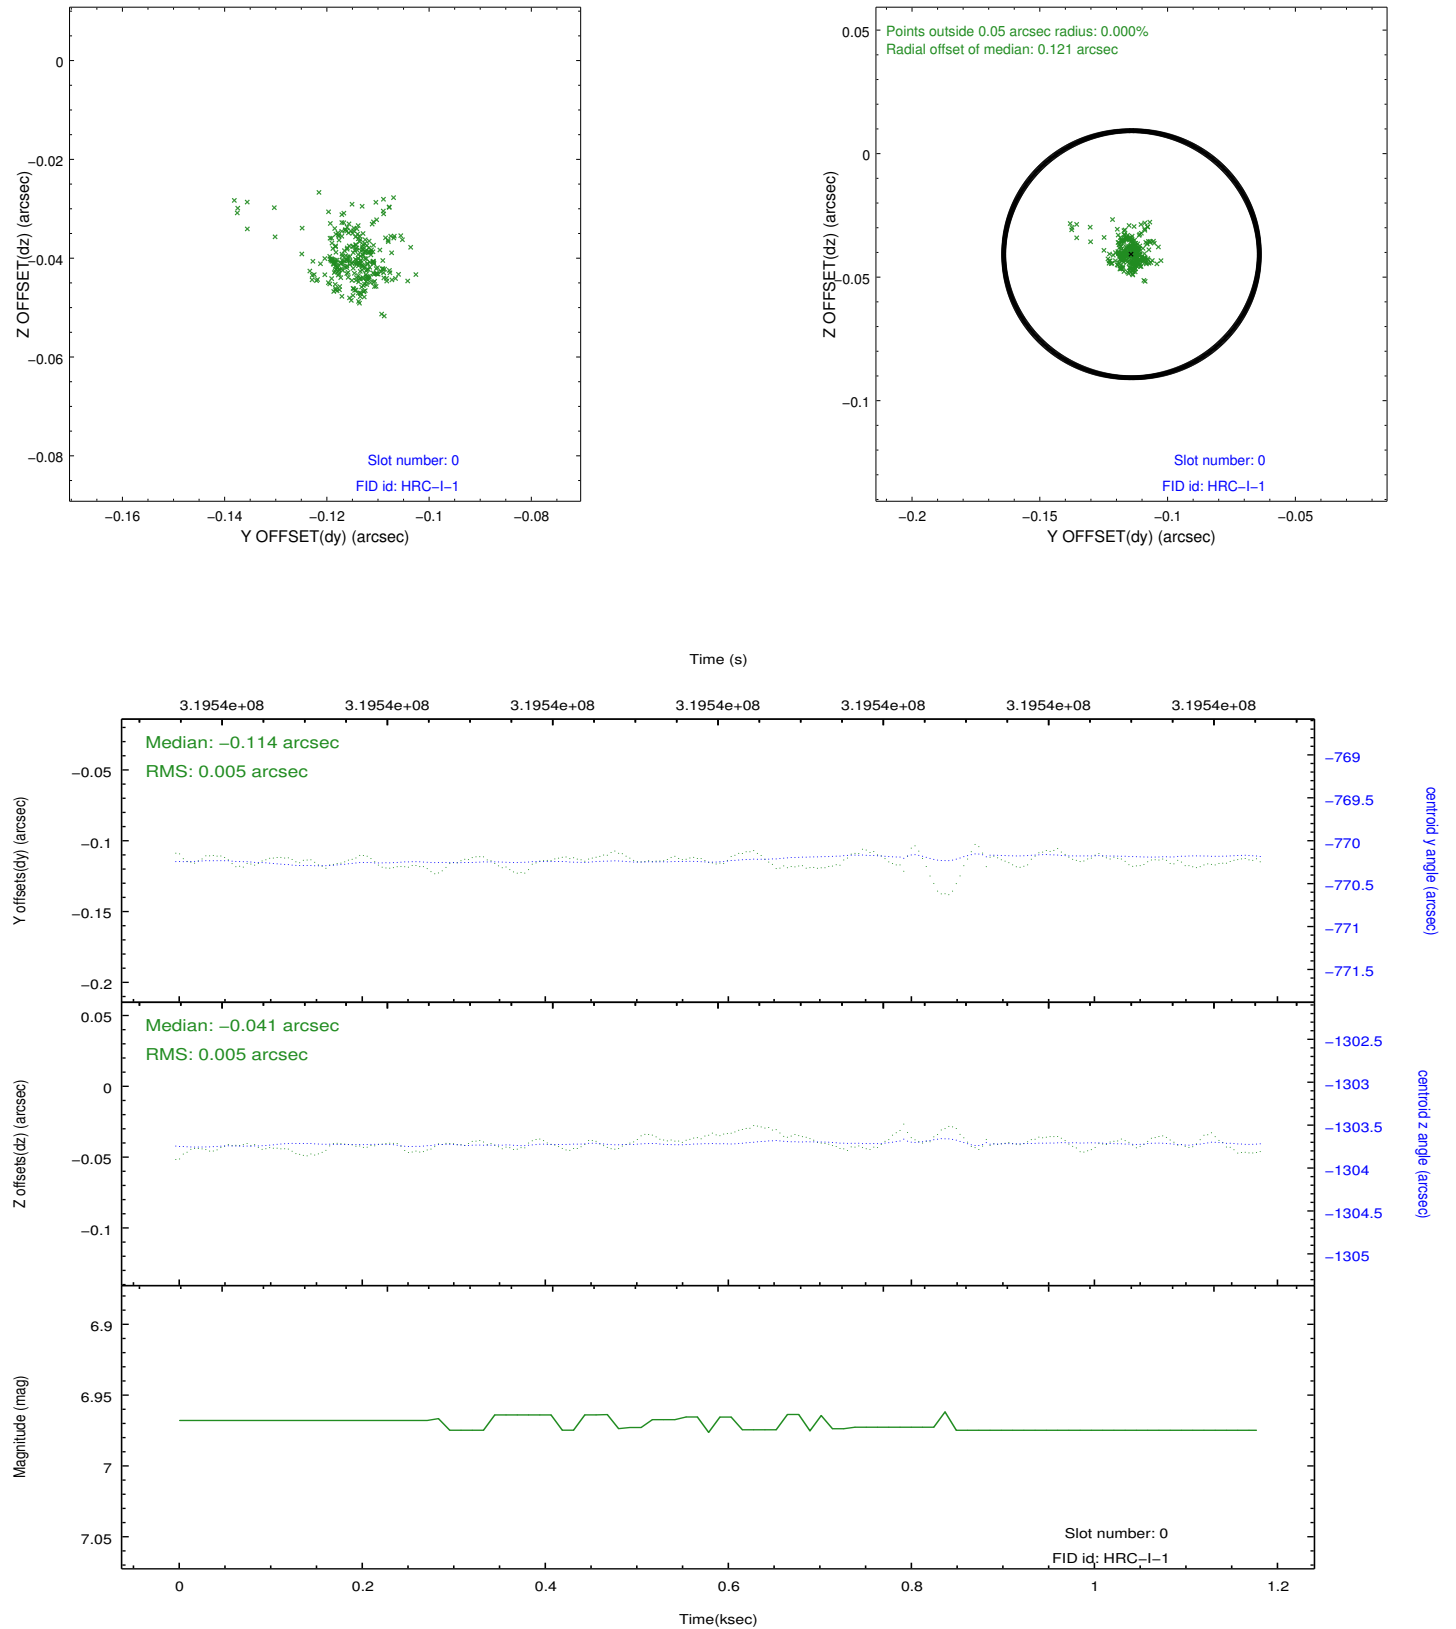 0
−0.02
−0.04
−0.06
−0.08
Z OFFSET(dz) (arcsec)
−0.16
−0.14
−0.12
−0.1
−0.08
Y OFFSET(dy) (arcsec)
Slot number: 0
FID id: HRC−I−1
Points outside 0.05 arcsec radius: 0.000%
Radial offset of median: 0.121 arcsec
0.05
0
−0.05
−0.1
Z OFFSET(dz) (arcsec)
−0.2
−0.15
−0.1
−0.05
Y OFFSET(dy) (arcsec)
Slot number: 0
FID id: HRC−I−1
Time (s)
3.1954e+08
3.1954e+08
3.1954e+08
3.1954e+08
3.1954e+08
3.1954e+08
3.1954e+08
Median: −0.114 arcsec
RMS: 0.005 arcsec
−0.05
−0.1
−0.15
−0.2
Y offsets(dy) (arcsec)
−769
−769.5
−770
−770.5
−771
−771.5
centroid y angle (arcsec)
Median: −0.041 arcsec
RMS: 0.005 arcsec
0.05
0
−0.05
−0.1
Z offsets(dz) (arcsec)
−1302.5
−1303
−1303.5
−1304
−1304.5
−1305
centroid z angle (arcsec)
6.9
6.95
7
7.05
Magnitude (mag)
Slot number: 0
FID id: HRC−I−1
0
0.2
0.4
0.6
0.8
1
1.2
Time(ksec)